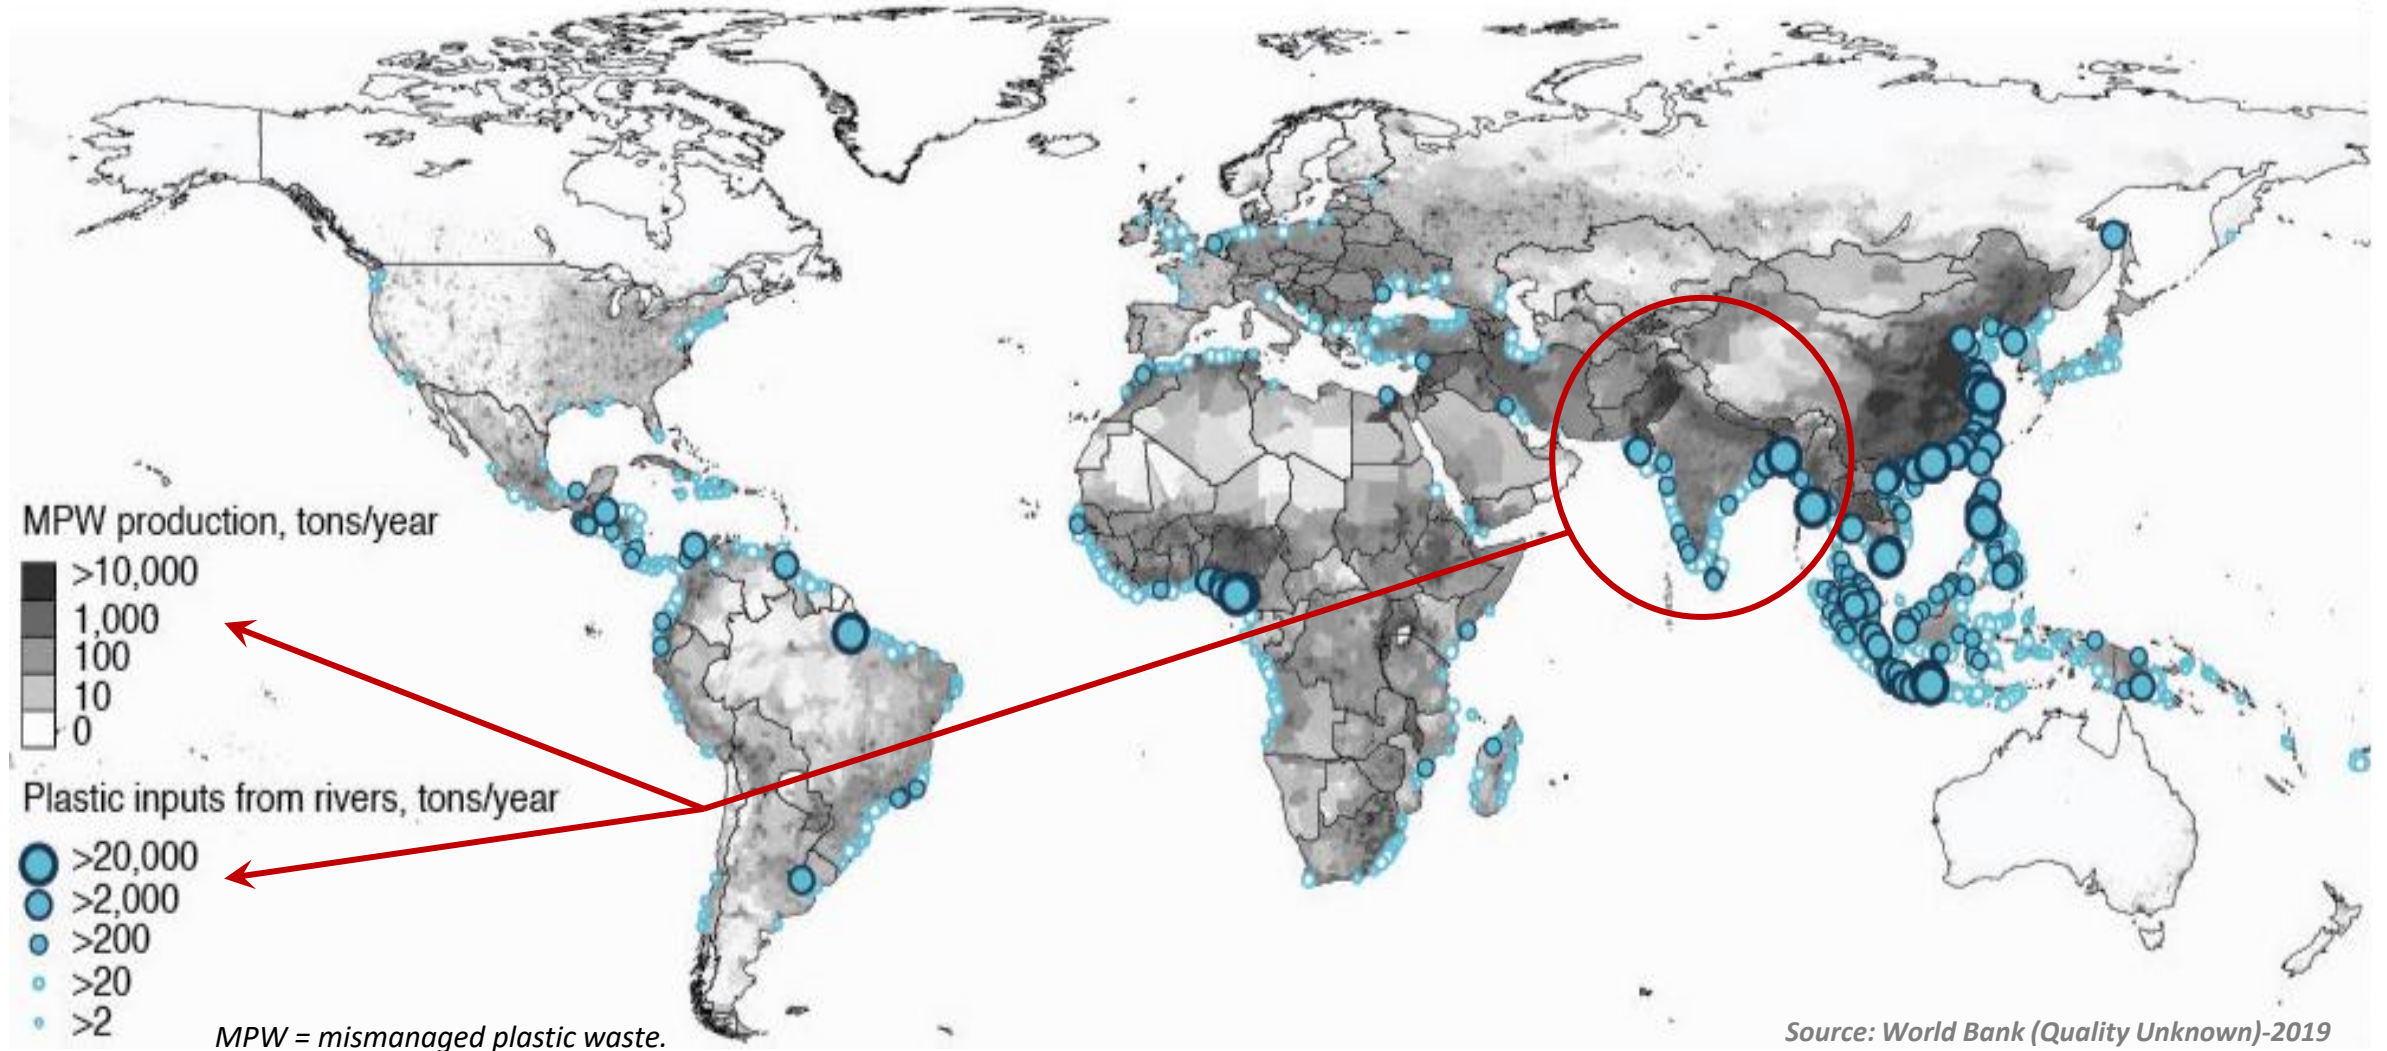 MPW production, tons/year
>10,000
1,000
100
10
0
Plastic inputs from rivers, tons/year
>20,000
>2,000
>200
>20
>2
MPW = mismanaged plastic waste.
Source: World Bank (Quality Unknown)-2019